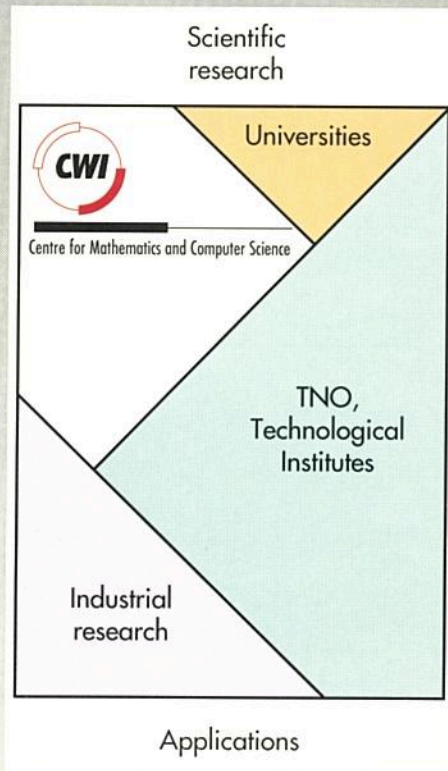 Scientific
research
Universities
CWI
Centre for Mathematics and Computer Science
TNO,
Technological
Institutes
Industrial
research
Applications